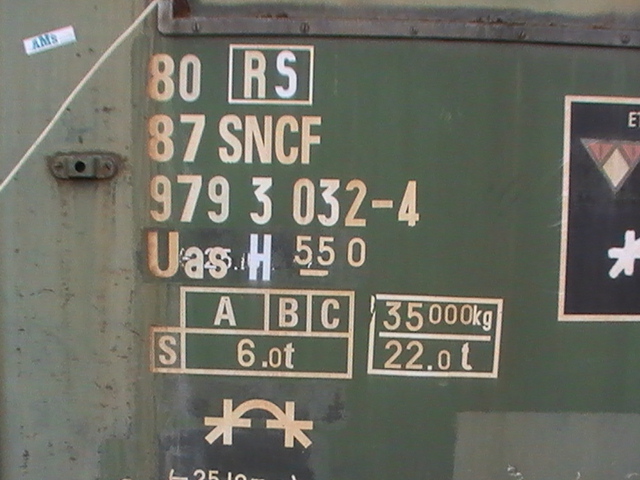 AMs
80 RS
87 SNCF
979 3 032-4
Uas H 550
A B C
S 6.0t
35000kg
22.0t